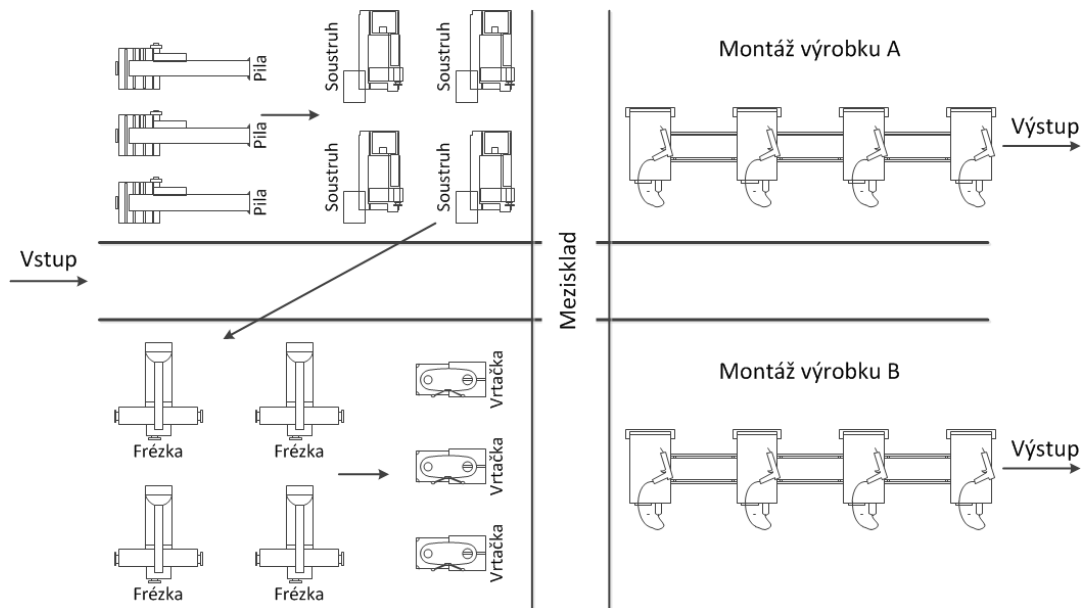 Pila
Pila
Pila
Soustruh
Soustruh
Soustruh
Soustruh
Montáž výrobku A
Výstup
Vstup
Mezisklad
Frézka
Frézka
Frézka
Frézka
Vrtačka
Vrtačka
Vrtačka
Montáž výrobku B
Výstup